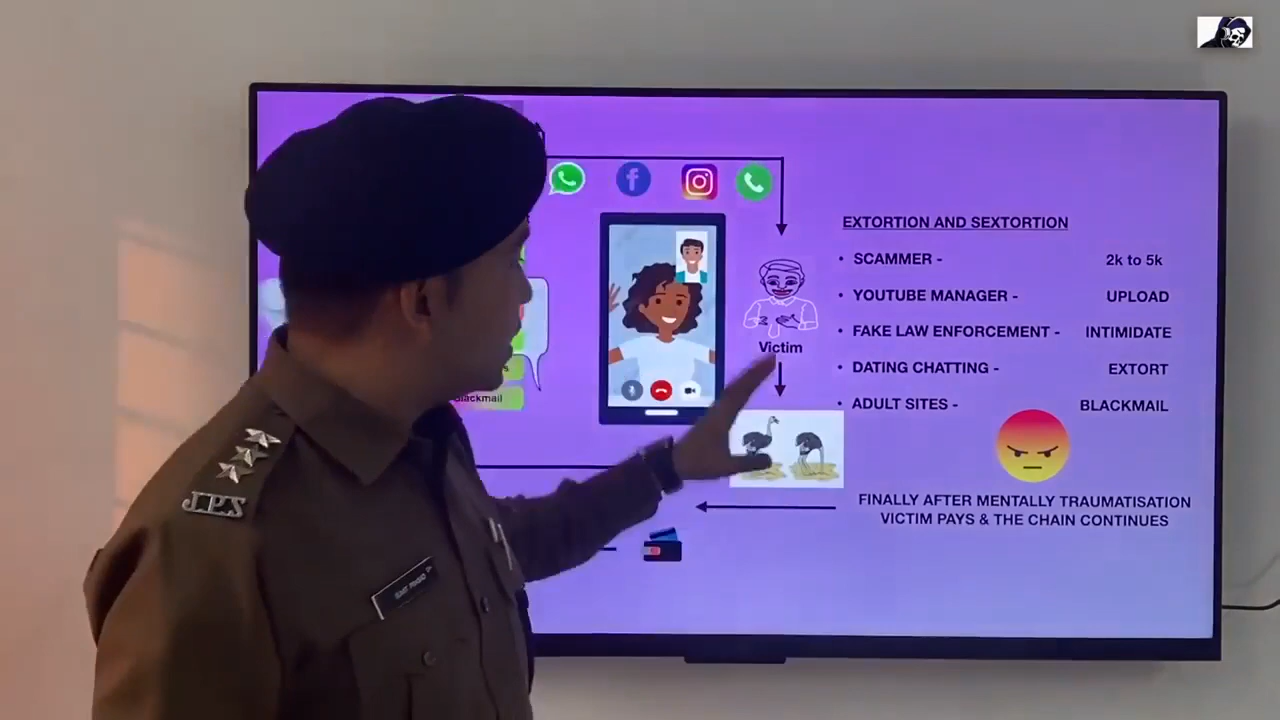 EXTORTION AND SEXTORTION
• SCAMMER - 2k to 5k
• YOUTUBE MANAGER - UPLOAD
• FAKE LAW ENFORCEMENT - INTIMIDATE
• DATING CHATTING - EXTORT
• ADULT SITES - BLACKMAIL
FINALLY AFTER MENTALLY TRAUMATISATION
VICTIM PAYS & THE CHAIN CONTINUES
Victim
Blackmail
J.P.S